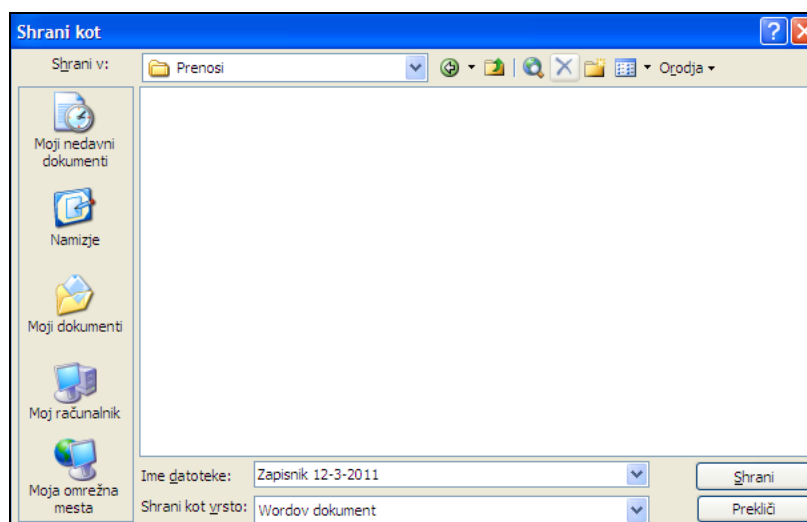 Shrani kot
Shrani v:
Prenosi
Orodja
Moji nedavni
dokumenti
Namizje
Moji dokumenti
Moj računalnik
Moja omrežna
mesta
Ime datoteke:
Zapisnik 12-3-2011
Shrani
Shrani kot vrsto:
Wordov dokument
Prekliči